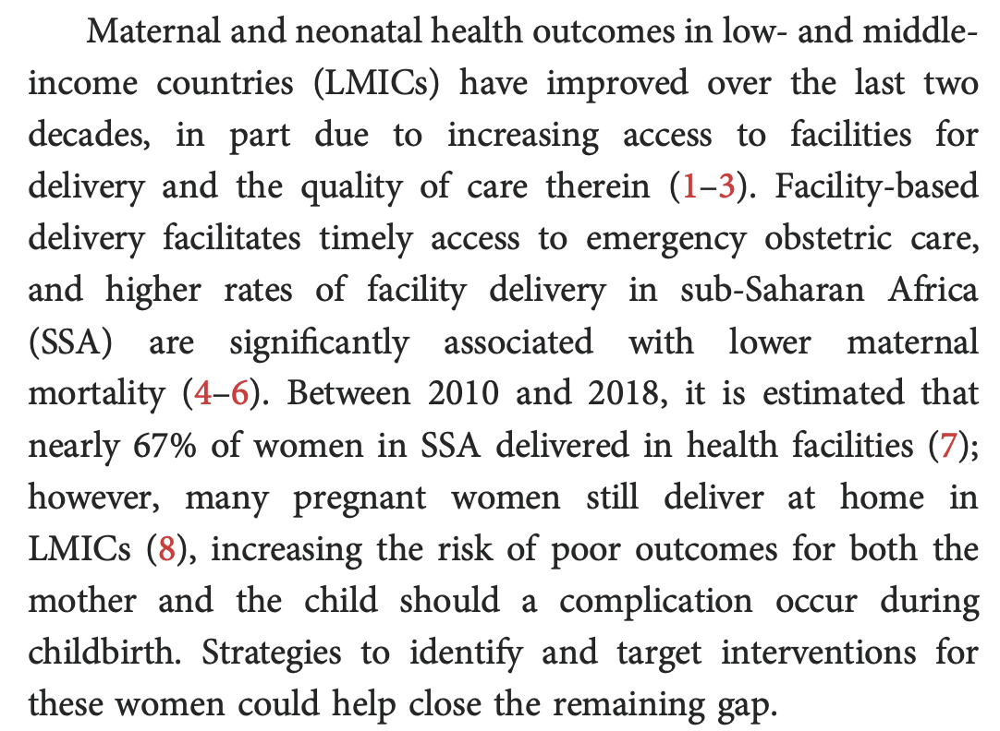 Maternal and neonatal health outcomes in low- and middle-
income countries (LMICs) have improved over the last two
decades, in part due to increasing access to facilities for
delivery and the quality of care therein (1–3). Facility-based
delivery facilitates timely access to emergency obstetric care,
and higher rates of facility delivery in sub-Saharan Africa
(SSA) are significantly associated with lower maternal
mortality (4–6). Between 2010 and 2018, it is estimated that
nearly 67% of women in SSA delivered in health facilities (7);
however, many pregnant women still deliver at home in
LMICs (8), increasing the risk of poor outcomes for both the
mother and the child should a complication occur during
childbirth. Strategies to identify and target interventions for
these women could help close the remaining gap.